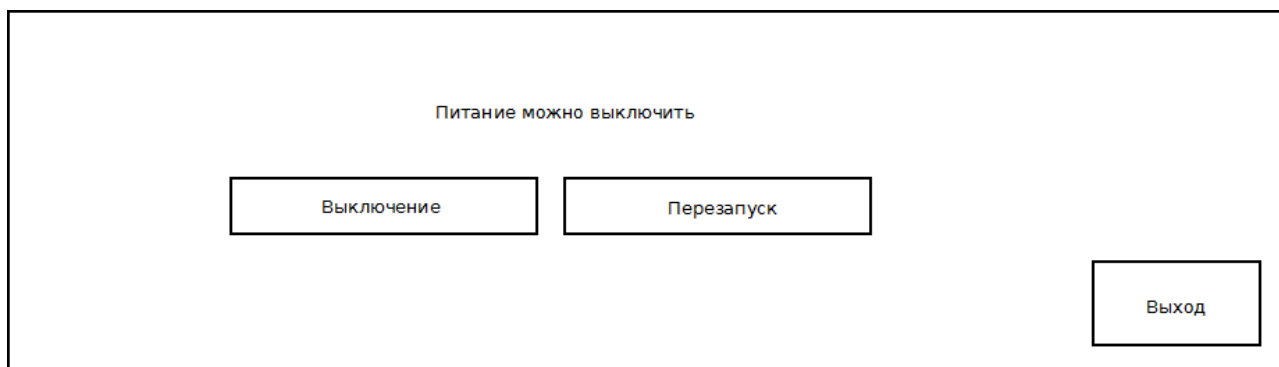 Питание можно выключить
Выключение
Перезапуск
Выход